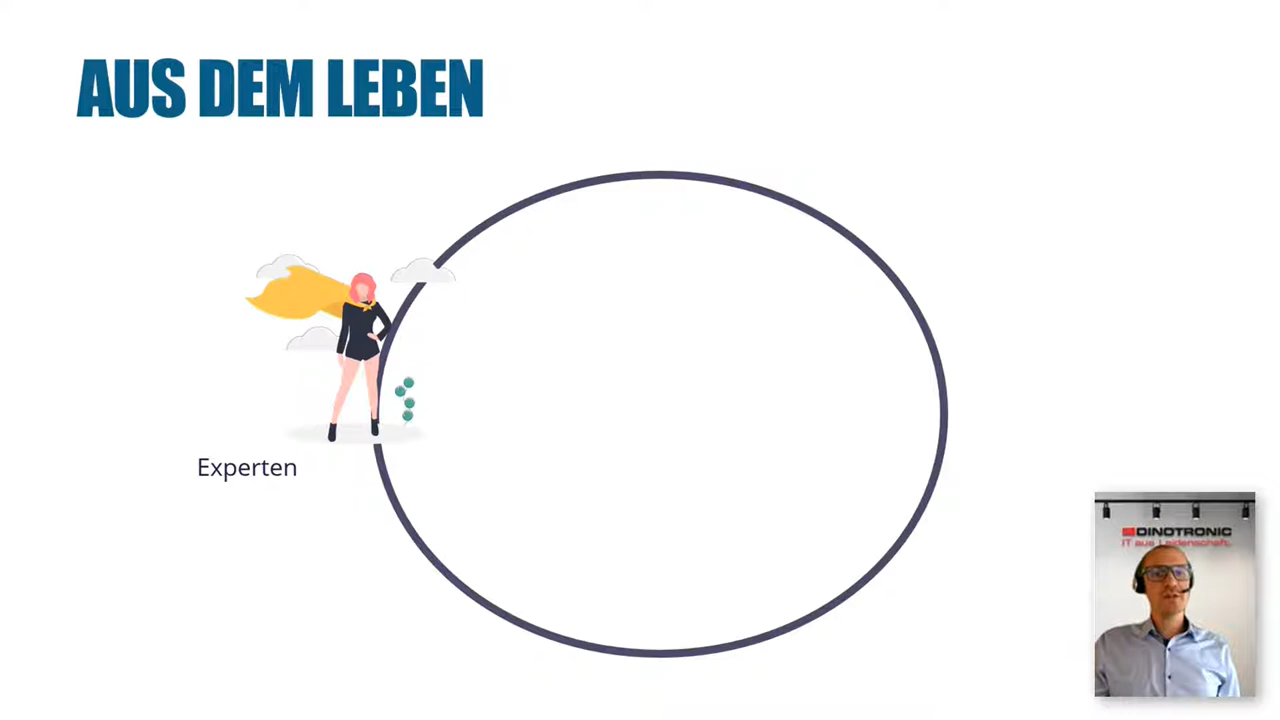 AUS DEM LEBEN
Experten
DINOTRONIC
IT aus Leidenschaft.